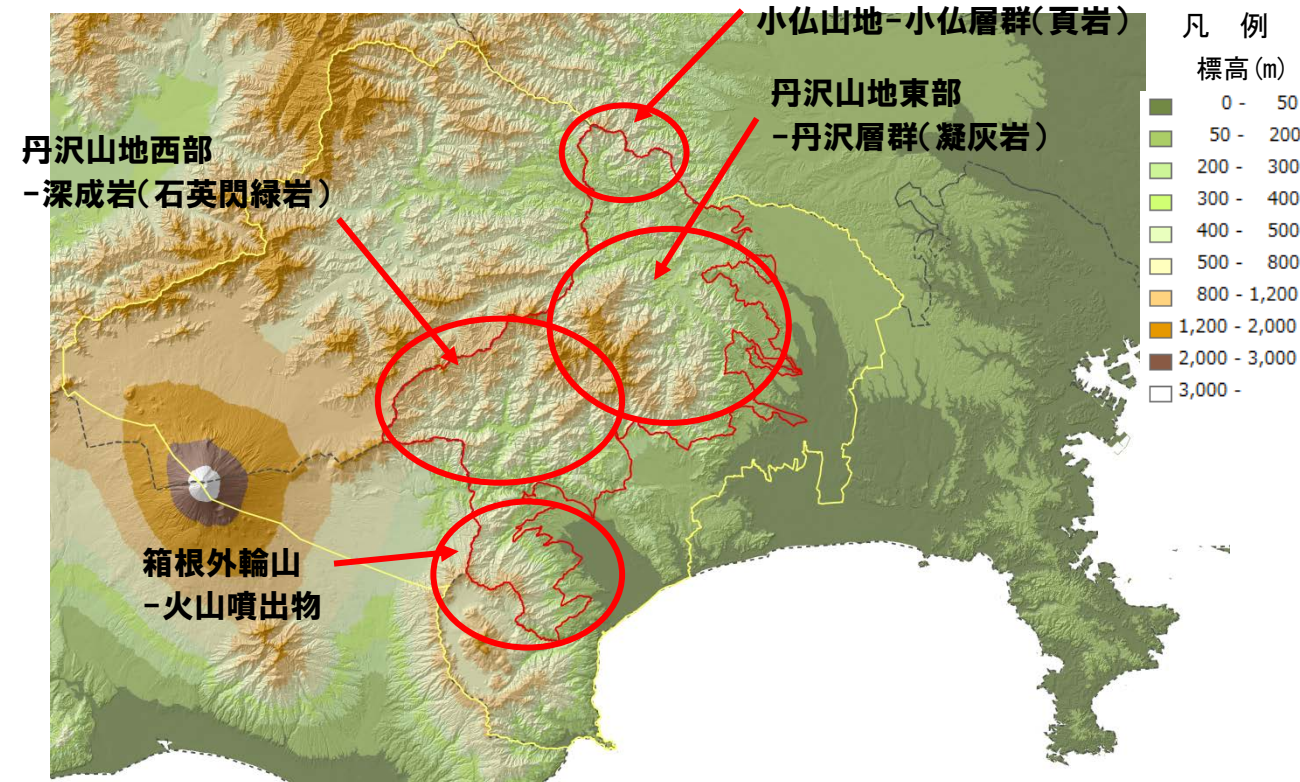 小仏山地-小仏層群(頁岩)
丹沢山地東部
-丹沢層群(凝灰岩)
丹沢山地西部
-深成岩(石英閃緑岩)
箱根外輪山
-火山噴出物
凡 例
標高(m)
0 - 50
50 - 200
200 - 300
300 - 400
400 - 500
500 - 800
800 - 1,200
1,200 - 2,000
2,000 - 3,000
3,000 -